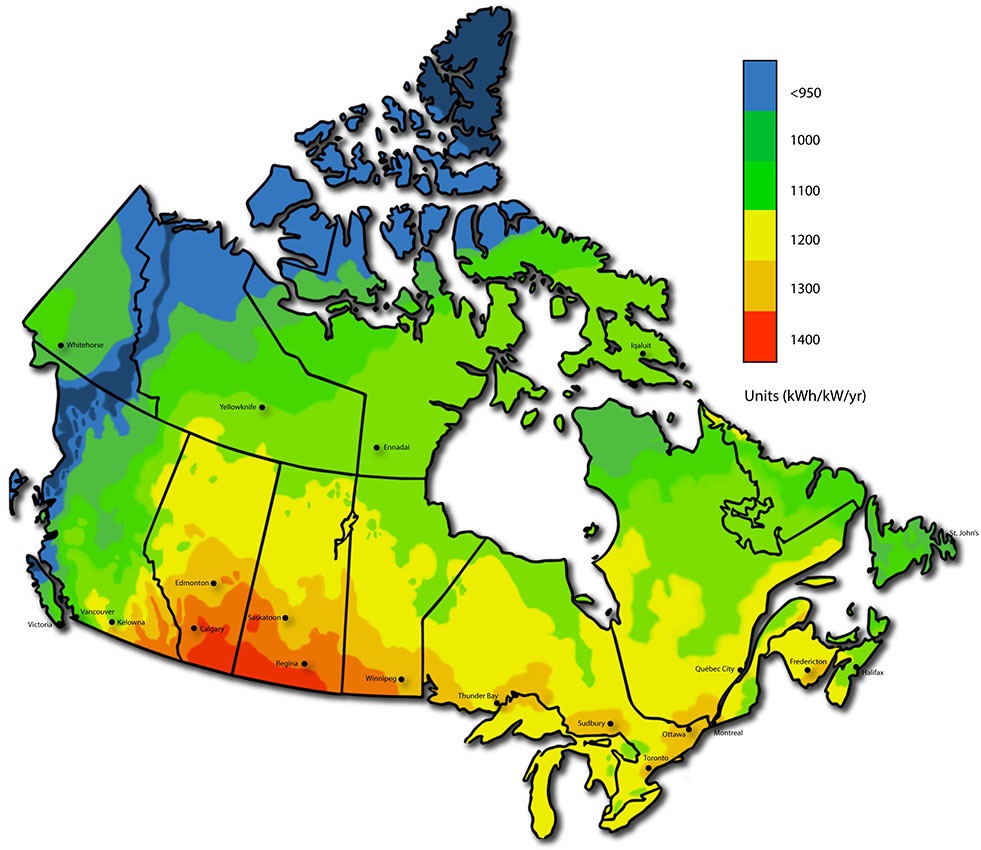 <950
1000
1100
1200
1300
1400
Units (kWh/kW/yr)
Whitehorse
Iqaluit
Yellowknife
Ennadai
St. John's
Edmonton
Vancouver
Victoria
Kelowna
Calgary
Saskatoon
Regina
Winnipeg
Québec City
Fredericton
Halifax
Thunder Bay
Sudbury
Ottawa
Montreal
Toronto